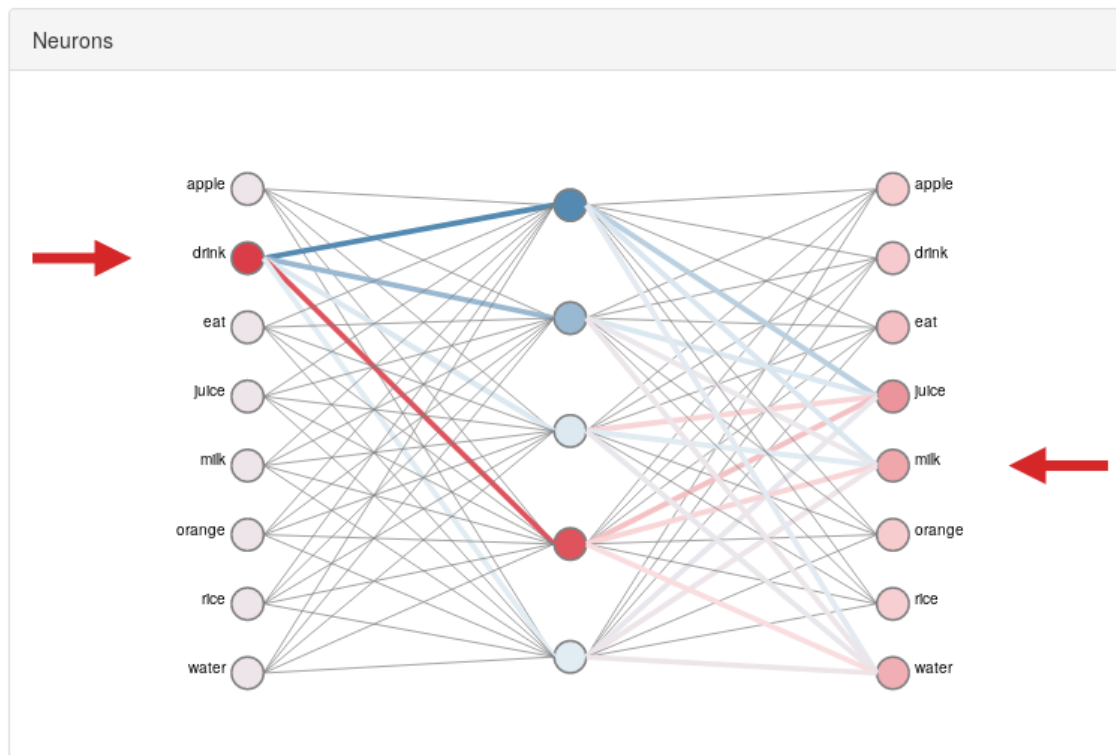 Neurons
apple
drink
eat
juice
milk
orange
rice
water
apple
drink
eat
juice
milk
orange
rice
water